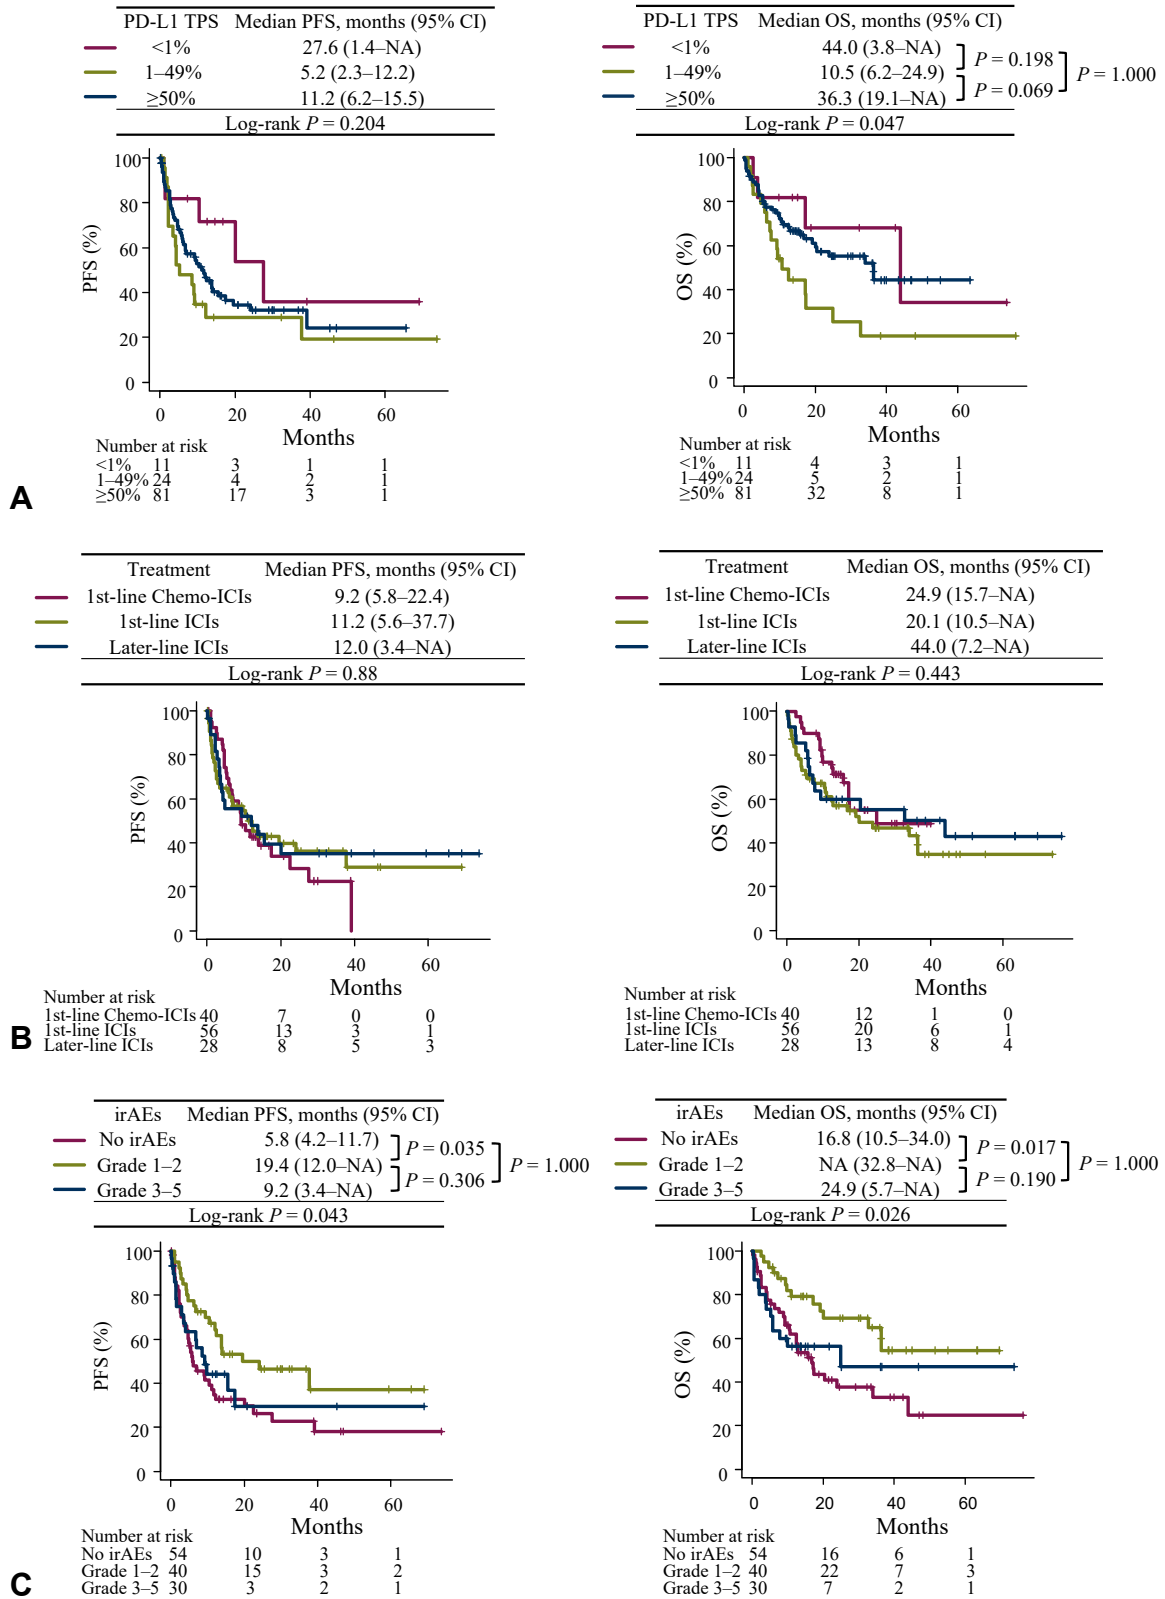 PD-L1 TPS Median PFS, months (95% CI)
<1% 27.6 (1.4–NA)
1–49% 5.2 (2.3–12.2)
≥50% 11.2 (6.2–15.5)
Log-rank P = 0.204
100
80
60
40
20
0
PFS (%)
0 20 40 60
Months
Number at risk
<1% 11 3 1 1
1–49% 24 4 2 1
≥50% 81 17 3 1
A
PD-L1 TPS Median OS, months (95% CI)
<1% 44.0 (3.8–NA)
1–49% 10.5 (6.2–24.9)
≥50% 36.3 (19.1–NA)
P = 0.198
P = 0.069
P = 1.000
Log-rank P = 0.047
100
80
60
40
20
0
OS (%)
0 20 40 60
Months
Number at risk
<1% 11 4 3 1
1–49% 24 5 2 1
≥50% 81 32 8 1
Treatment Median PFS, months (95% CI)
1st-line Chemo-ICIs 9.2 (5.8–22.4)
1st-line ICIs 11.2 (5.6–37.7)
Later-line ICIs 12.0 (3.4–NA)
Log-rank P = 0.88
100
80
60
40
20
0
PFS (%)
0 20 40 60
Months
Number at risk
1st-line Chemo-ICIs 40 7 0 0
1st-line ICIs 56 13 3 1
Later-line ICIs 28 8 5 3
B
Treatment Median OS, months (95% CI)
1st-line Chemo-ICIs 24.9 (15.7–NA)
1st-line ICIs 20.1 (10.5–NA)
Later-line ICIs 44.0 (7.2–NA)
Log-rank P = 0.443
100
80
60
40
20
0
OS (%)
0 20 40 60
Months
Number at risk
1st-line Chemo-ICIs 40 12 1 0
1st-line ICIs 56 20 6 1
Later-line ICIs 28 13 8 4
irAEs Median PFS, months (95% CI)
No irAEs 5.8 (4.2–11.7)
Grade 1–2 19.4 (12.0–NA)
Grade 3–5 9.2 (3.4–NA)
P = 0.035
P = 0.306
P = 1.000
Log-rank P = 0.043
100
80
60
40
20
0
PFS (%)
0 20 40 60
Months
Number at risk
No irAEs 54 10 3 1
Grade 1–2 40 15 3 2
Grade 3–5 30 3 2 1
C
irAEs Median OS, months (95% CI)
No irAEs 16.8 (10.5–34.0)
Grade 1–2 NA (32.8–NA)
Grade 3–5 24.9 (5.7–NA)
P = 0.017
P = 0.190
P = 1.000
Log-rank P = 0.026
100
80
60
40
20
0
OS (%)
0 20 40 60
Months
Number at risk
No irAEs 54 16 6 1
Grade 1–2 40 22 7 3
Grade 3–5 30 7 2 1